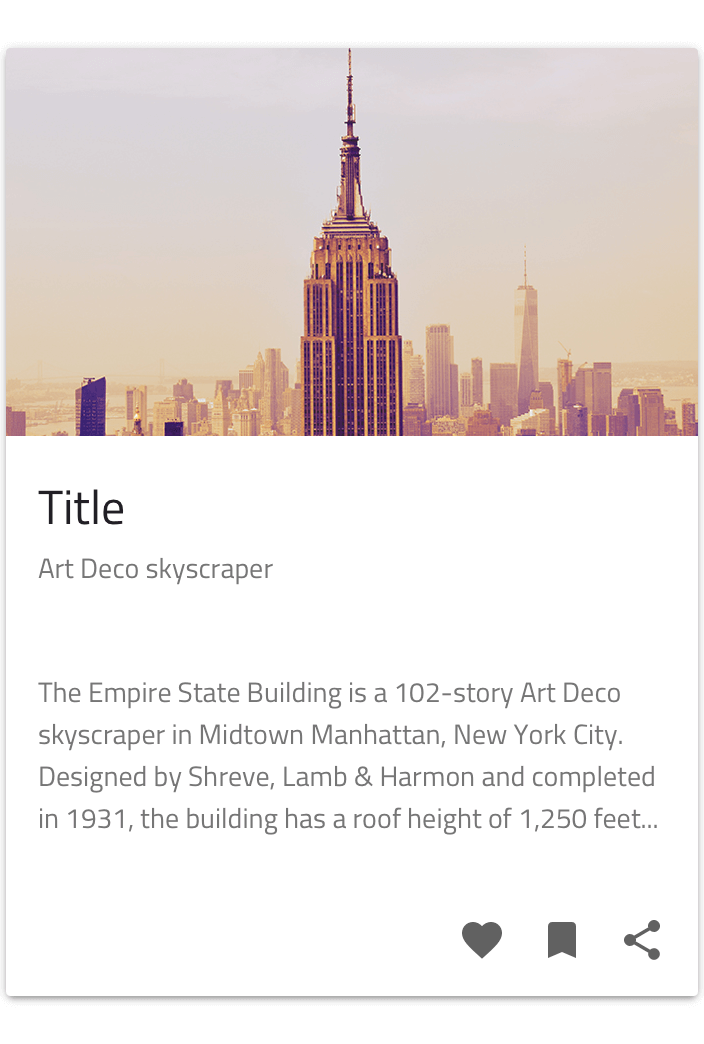 Title
Art Deco skyscraper
The Empire State Building is a 102-story Art Deco
skyscraper in Midtown Manhattan, New York City.
Designed by Shreve, Lamb & Harmon and completed
in 1931, the building has a roof height of 1,250 feet...